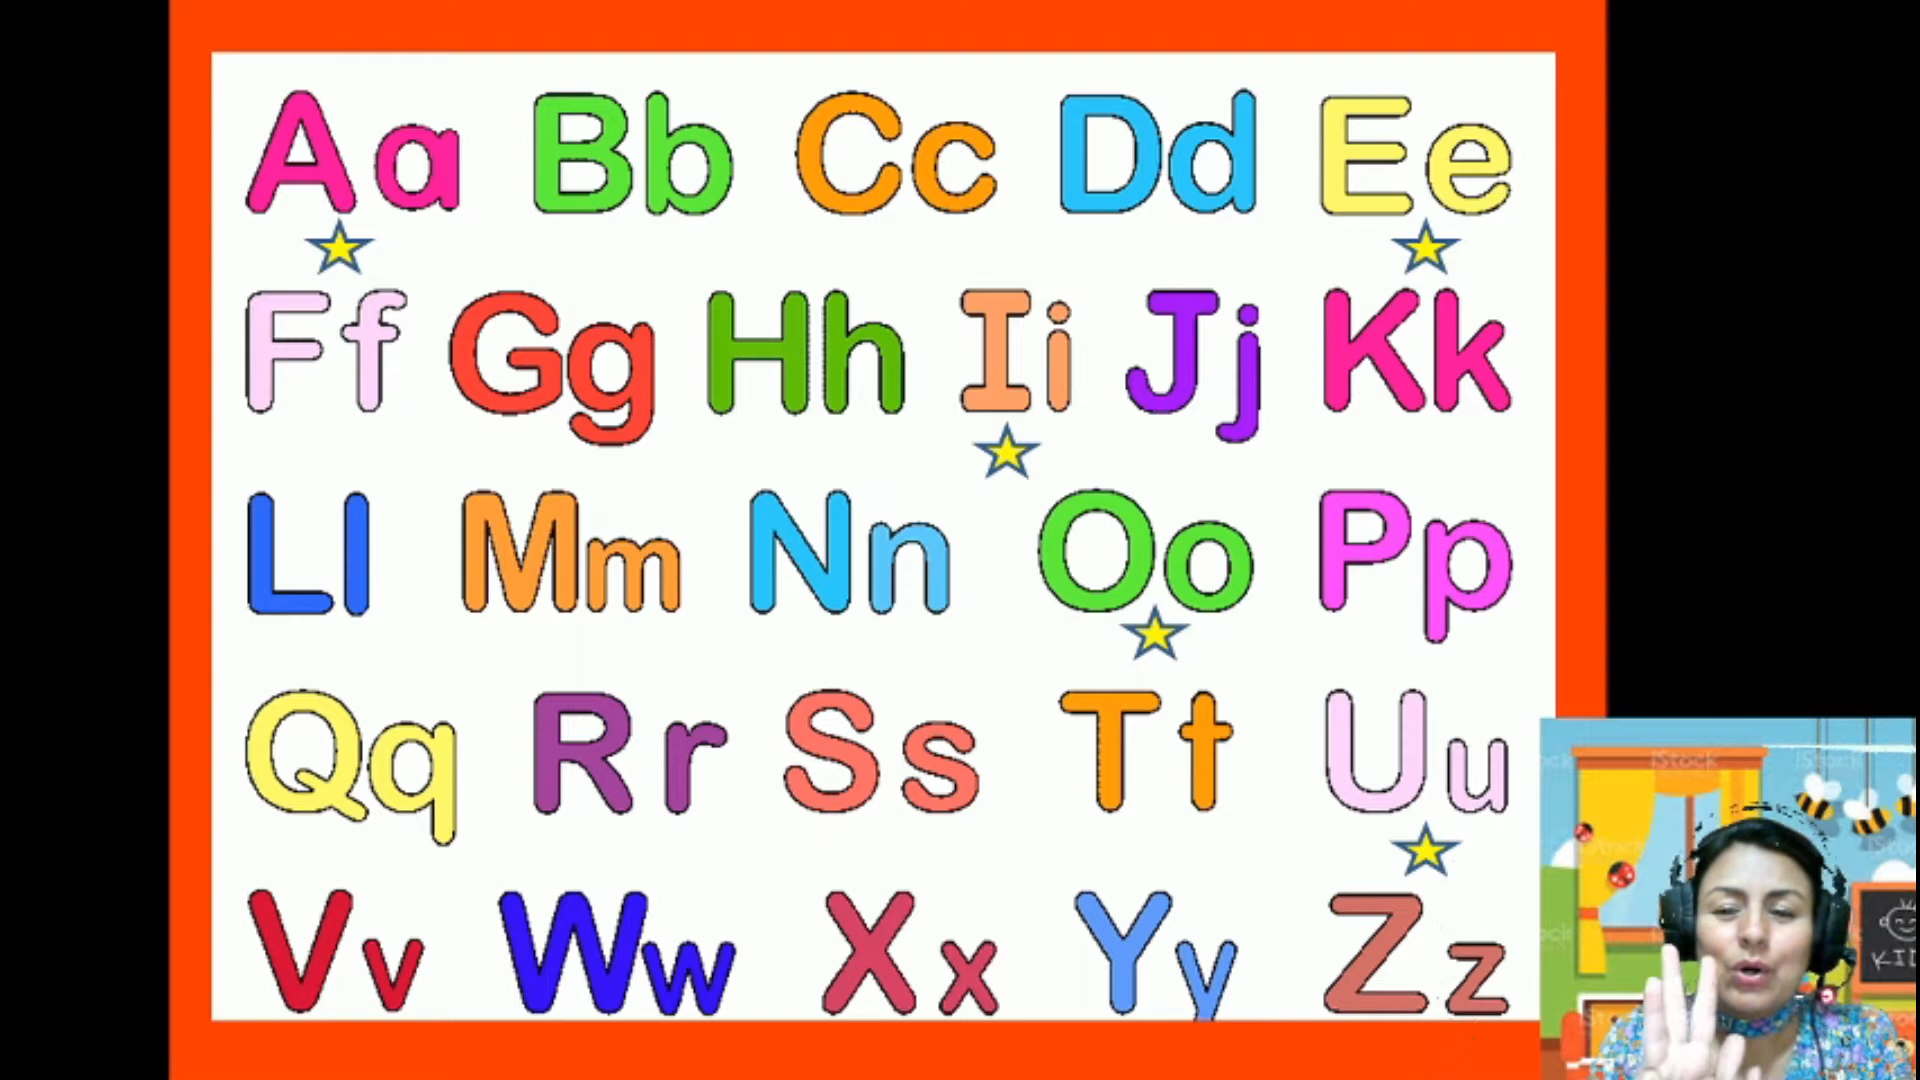 Aa Bb Cc Dd Ee
Ff Gg Hh Ii Jj Kk
Ll Mm Nn Oo Pp
Qq Rr Ss Tt Uu
Vv Ww Xx Yy Zz
iStock